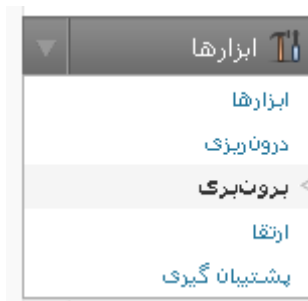 ابزارها
ابزارها
درون‌ریزی
برون‌بری
ارتقا
پشتیبان گیری